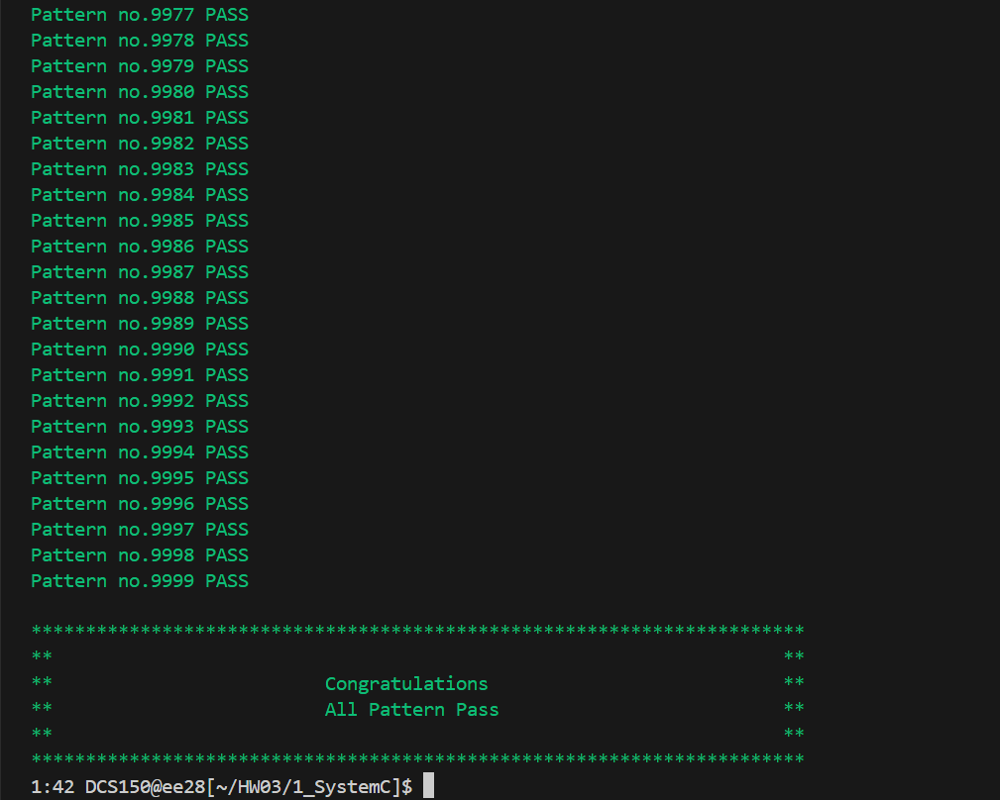 Pattern no.9977 PASS
Pattern no.9978 PASS
Pattern no.9979 PASS
Pattern no.9980 PASS
Pattern no.9981 PASS
Pattern no.9982 PASS
Pattern no.9983 PASS
Pattern no.9984 PASS
Pattern no.9985 PASS
Pattern no.9986 PASS
Pattern no.9987 PASS
Pattern no.9988 PASS
Pattern no.9989 PASS
Pattern no.9990 PASS
Pattern no.9991 PASS
Pattern no.9992 PASS
Pattern no.9993 PASS
Pattern no.9994 PASS
Pattern no.9995 PASS
Pattern no.9996 PASS
Pattern no.9997 PASS
Pattern no.9998 PASS
Pattern no.9999 PASS
***********************************************************************
**                                                                   **
**                         Congratulations                           **
**                         All Pattern Pass                          **
**                                                                   **
***********************************************************************
1:42 DCS150@ee28[~/HW03/1_SystemC]$